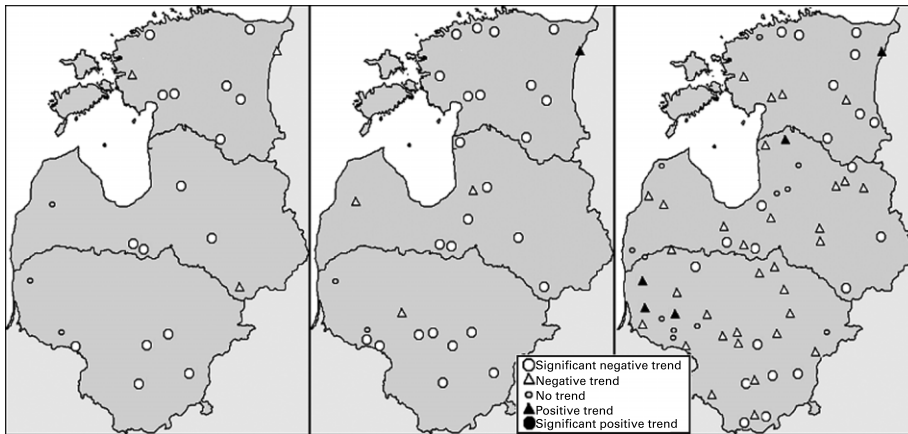 Significant negative trend
Negative trend
No trend
Positive trend
Significant positive trend